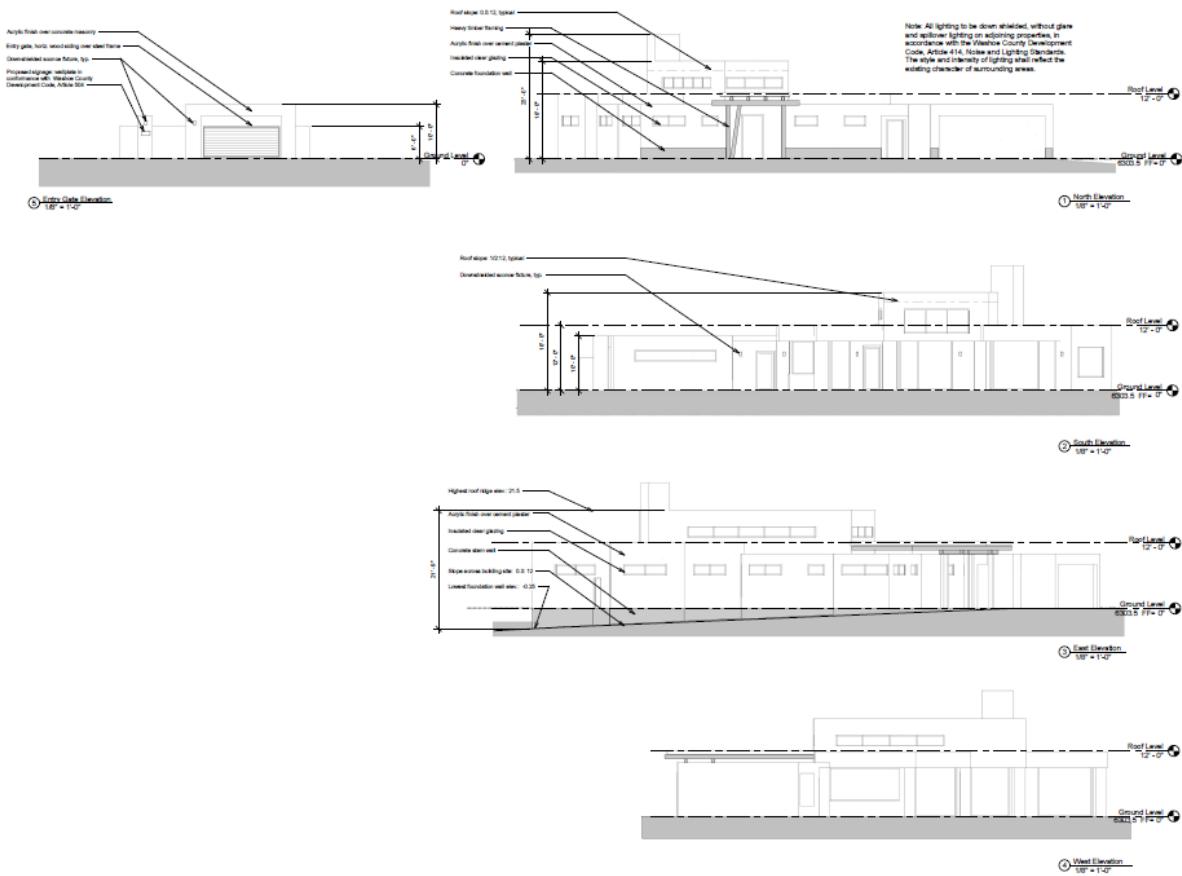 Acrylic finish over concrete masonry
Entry gate, horiz. wood siding over steel frame
Downshielded sconce fixture, typ.
Proposed signage: wallplate in
conformance with Washoe County
Development Code, Article 504
10'- 0"
Ground Level
0"
5 Entry Gate Elevation
1/8" = 1'-0"
Roof slope: 0.5:12, typical
Heavy timber framing
Acrylic finish over cement plaster
Insulated clear glazing
Concrete foundation wall
Note: All lighting to be down shielded, without glare
and spillover lighting on adjoining properties, in
accordance with the Washoe County Development
Code, Article 414, Noise and Lighting Standards.
The style and intensity of lighting shall reflect the
existing character of surrounding areas.
Roof Level
12' - 0"
Ground Level
6303.5 FF= 0"
1 North Elevation
1/8" = 1'-0"
Roof slope: 1/2:12, typical
Downshielded sconce fixture, typ.
Roof Level
12' - 0"
12'- 0"
10'- 0"
Ground Level
6303.5 FF= 0"
2 South Elevation
1/8" = 1'-0"
Highest roof ridge elev.: 21.5
Acrylic finish over cement plaster
Insulated clear glazing
Concrete stem wall
Slope across building site:
Lowest foundation wall elev.:
Roof Level
12' - 0"
Ground Level
6303.5 FF= 0"
3 East Elevation
1/8" = 1'-0"
Roof Level
12' - 0"
Ground Level
6303.5 FF= 0"
4 West Elevation
1/8" = 1'-0"